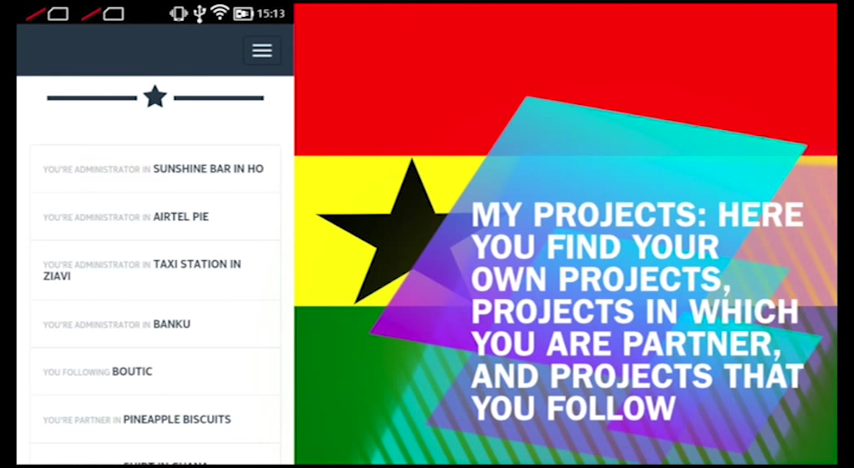 15:13
YOU'RE ADMINISTRATOR IN SUNSHINE BAR IN HO
YOU'RE ADMINISTRATOR IN AIRTEL PIE
YOU'RE ADMINISTRATOR IN TAXI STATION IN
ZIAVI
YOU'RE ADMINISTRATOR IN BANKU
YOU FOLLOWING BOUTIC
YOU'RE PARTNER IN PINEAPPLE BISCUITS
MY PROJECTS: HERE
YOU FIND YOUR
OWN PROJECTS,
PROJECTS IN WHICH
YOU ARE PARTNER,
AND PROJECTS THAT
YOU FOLLOW